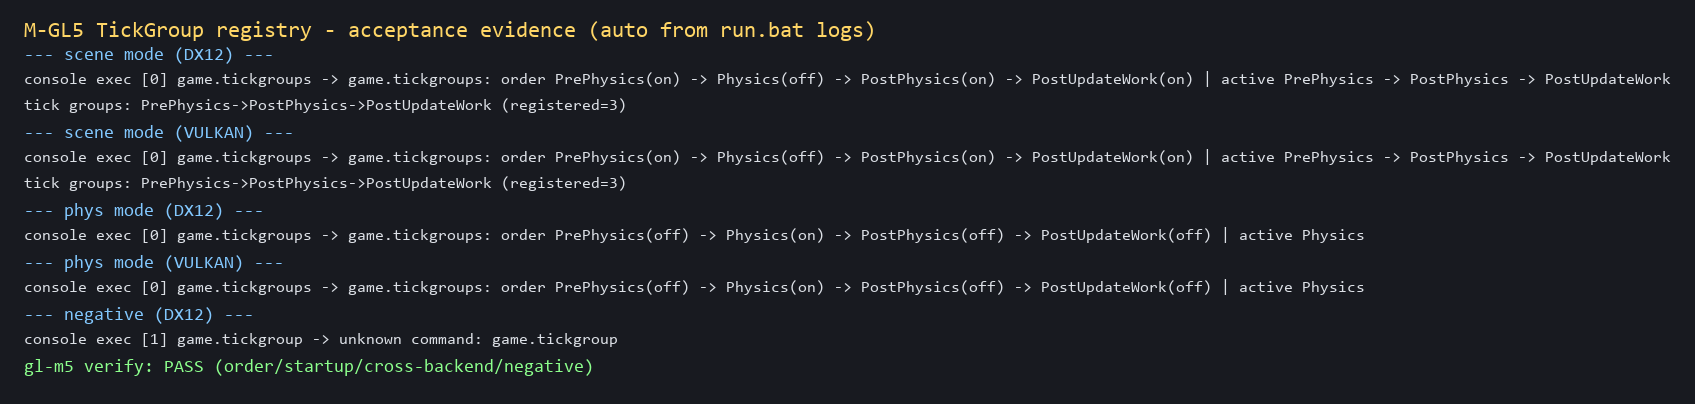 M-GL5 TickGroup registry - acceptance evidence (auto from run.bat logs)
--- scene mode (DX12) ---
console exec [0] game.tickgroups -> game.tickgroups: order PrePhysics(on) -> Physics(off) -> PostPhysics(on) -> PostUpdateWork(on) | active PrePhysics -> PostPhysics -> PostUpdateWork
tick groups: PrePhysics->PostPhysics->PostUpdateWork (registered=3)
--- scene mode (VULKAN) ---
console exec [0] game.tickgroups -> game.tickgroups: order PrePhysics(on) -> Physics(off) -> PostPhysics(on) -> PostUpdateWork(on) | active PrePhysics -> PostPhysics -> PostUpdateWork
tick groups: PrePhysics->PostPhysics->PostUpdateWork (registered=3)
--- phys mode (DX12) ---
console exec [0] game.tickgroups -> game.tickgroups: order PrePhysics(off) -> Physics(on) -> PostPhysics(off) -> PostUpdateWork(off) | active Physics
--- phys mode (VULKAN) ---
console exec [0] game.tickgroups -> game.tickgroups: order PrePhysics(off) -> Physics(on) -> PostPhysics(off) -> PostUpdateWork(off) | active Physics
--- negative (DX12) ---
console exec [1] game.tickgroup -> unknown command: game.tickgroup
gl-m5 verify: PASS (order/startup/cross-backend/negative)